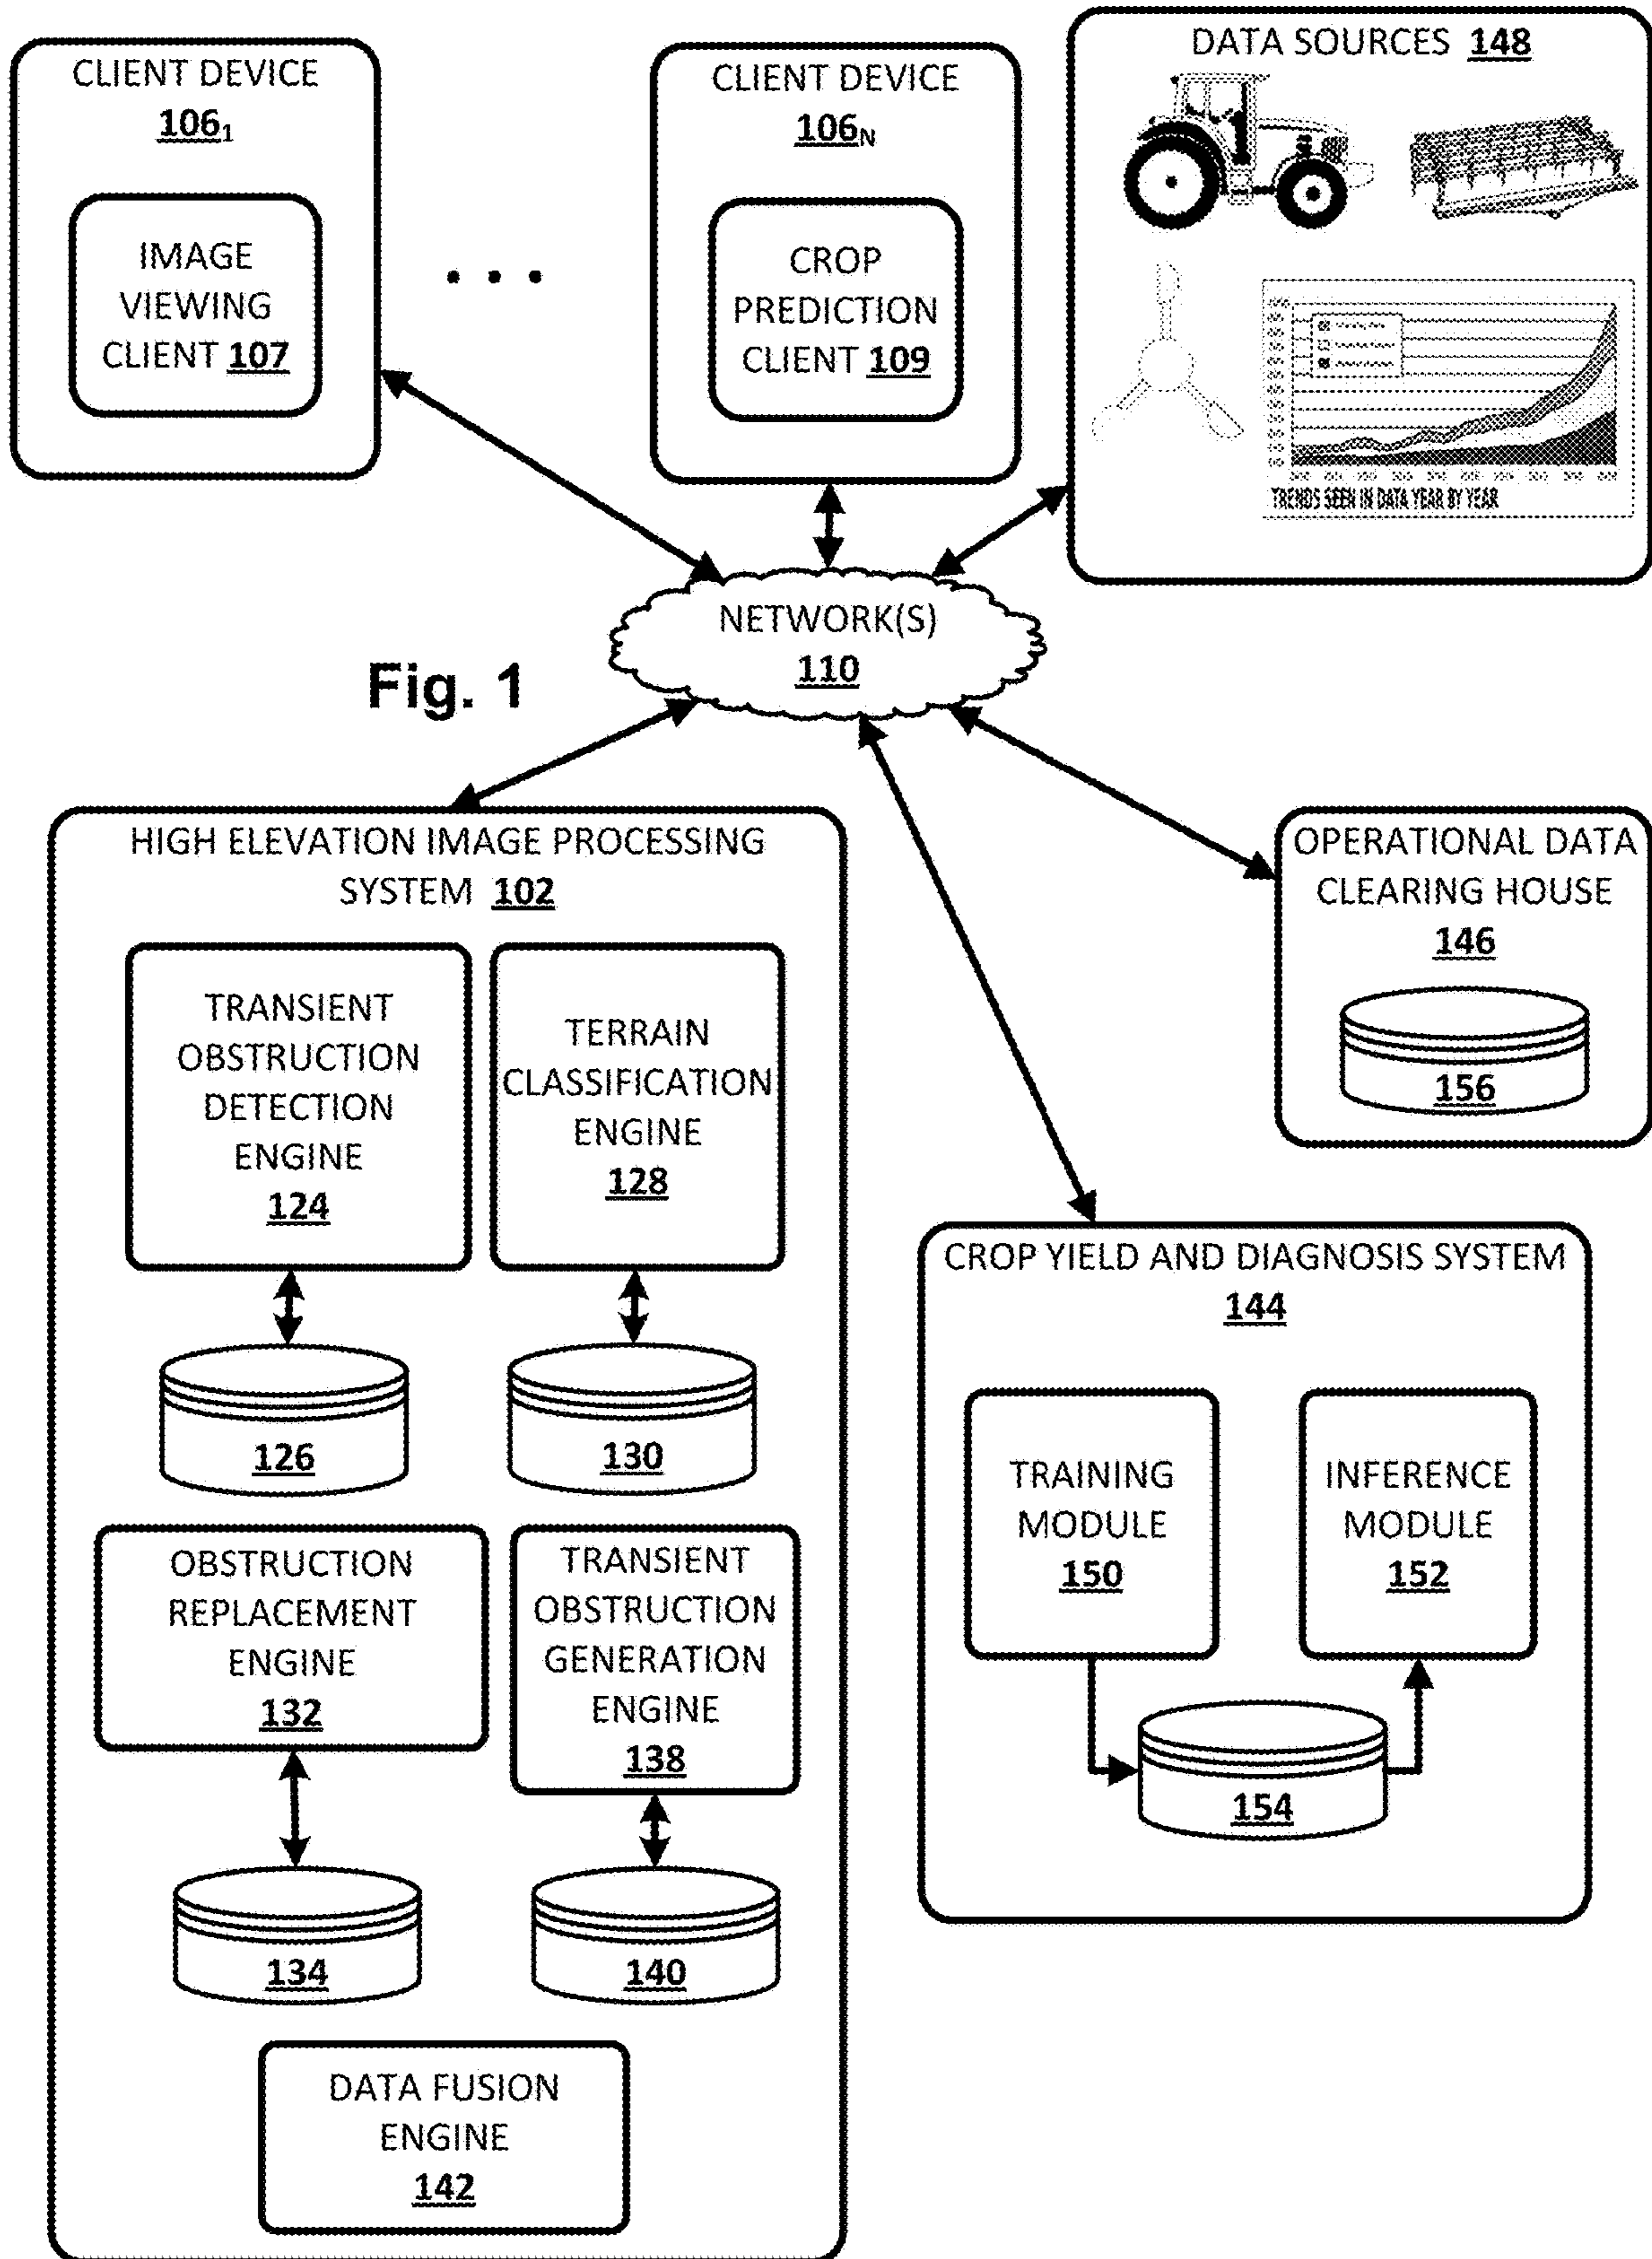 CLIENT DEVICE
106₁
IMAGE
VIEWING
CLIENT 107
CLIENT DEVICE
106N
CROP
PREDICTION
CLIENT 109
DATA SOURCES 148
TRENDS SEEN IN DATA YEAR BY YEAR
NETWORK(S)
110
Fig. 1
HIGH ELEVATION IMAGE PROCESSING
SYSTEM 102
TRANSIENT
OBSTRUCTION
DETECTION
ENGINE
124
TERRAIN
CLASSIFICATION
ENGINE
128
126
130
OBSTRUCTION
REPLACEMENT
ENGINE
132
TRANSIENT
OBSTRUCTION
GENERATION
ENGINE
138
134
140
DATA FUSION
ENGINE
142
OPERATIONAL DATA
CLEARING HOUSE
146
156
CROP YIELD AND DIAGNOSIS SYSTEM
144
TRAINING
MODULE
150
INFERENCE
MODULE
152
154